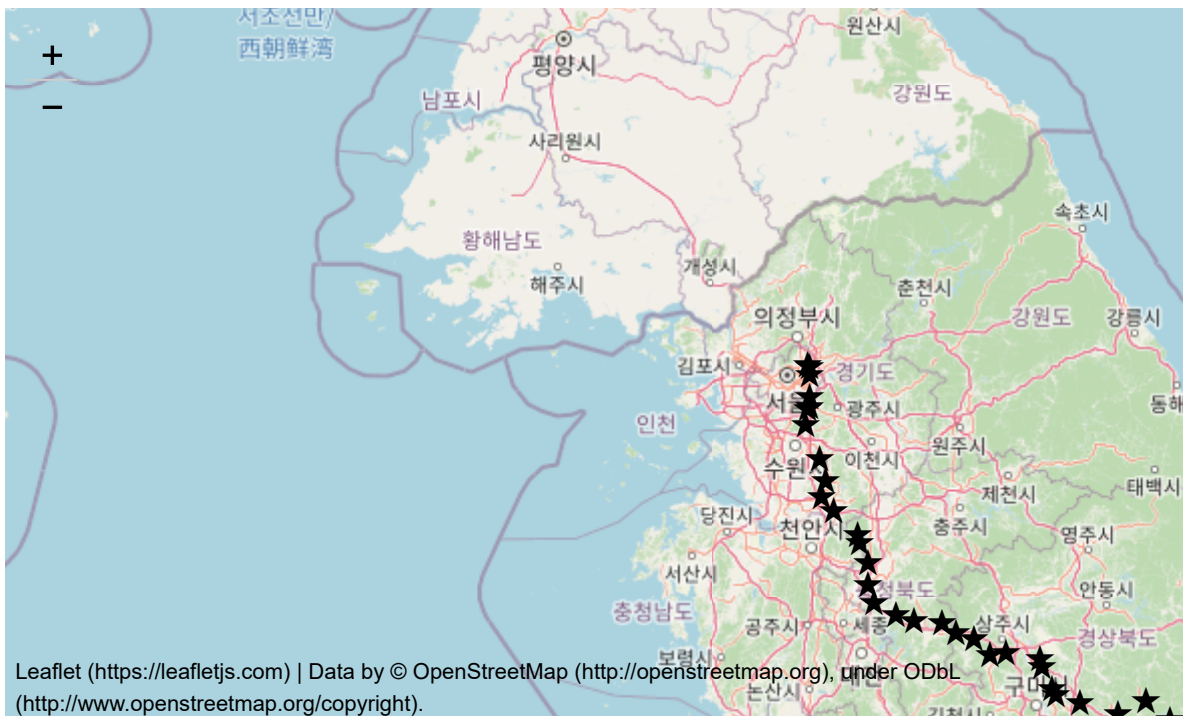 서조선만/
西朝鮮湾
+
−
평양시
원산시
남포시
강원도
사리원시
속초시
황해남도
개성시
해주시
춘천시
의정부시
강원도
강릉시
김포시
경기도
서울
광주시
동해
인천
원주시
수원시
이천시
태백시
제천시
당진시
천안시
충주시
영주시
서산시
안동시
충청남도
공주시
세종
상주시
경상북도
보령시
Leaflet (https://leafletjs.com) | Data by © OpenStreetMap (http://openstreetmap.org), under ODbL
논산시
(http://www.openstreetmap.org/copyright).